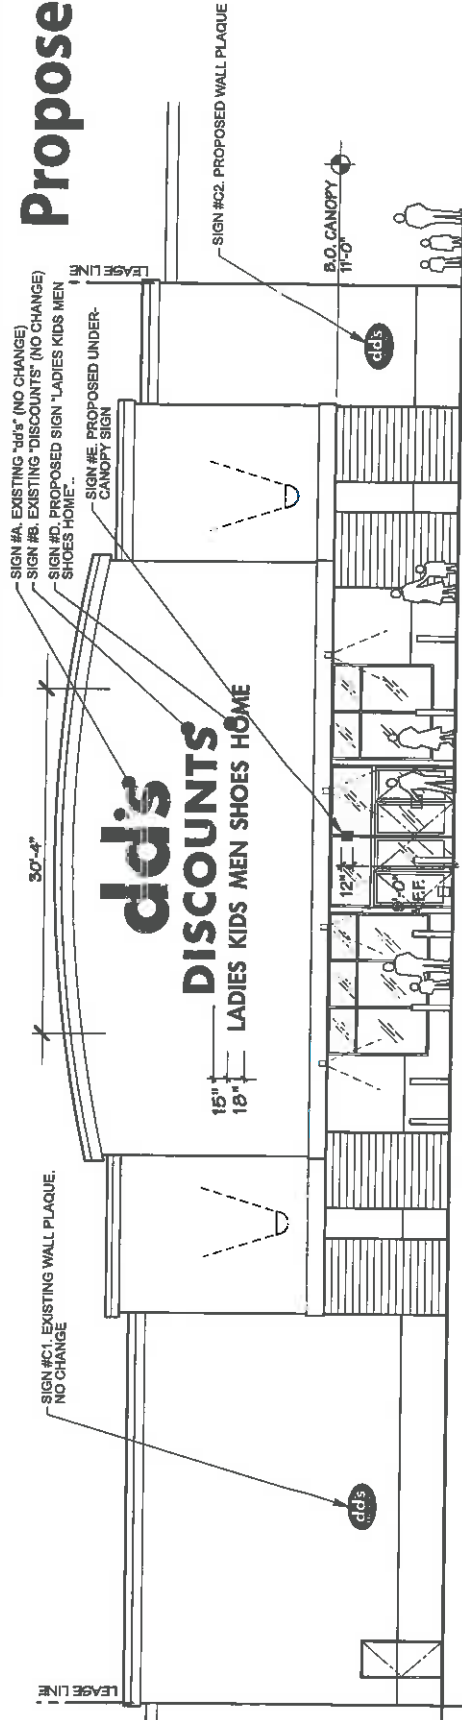 Propose
SIGN #A. EXISTING "dd's" (NO CHANGE)
SIGN #B. EXISTING "DISCOUNTS" (NO CHANGE)
SIGN #D. PROPOSED SIGN "LADIES KIDS MEN
SHOES HOME"..
SIGN #E. PROPOSED UNDER-
CANOPY SIGN
SIGN #C1. EXISTING WALL PLAQUE.
NO CHANGE
SIGN #C2. PROPOSED WALL PLAQUE
LEASE LINE
LEASE LINE
30'-4"
dd's
DISCOUNTS
LADIES KIDS MEN SHOES HOME
15"
18"
12"
A.F.F.
B.O. CANOPY
11'-0"
dd's
dd's